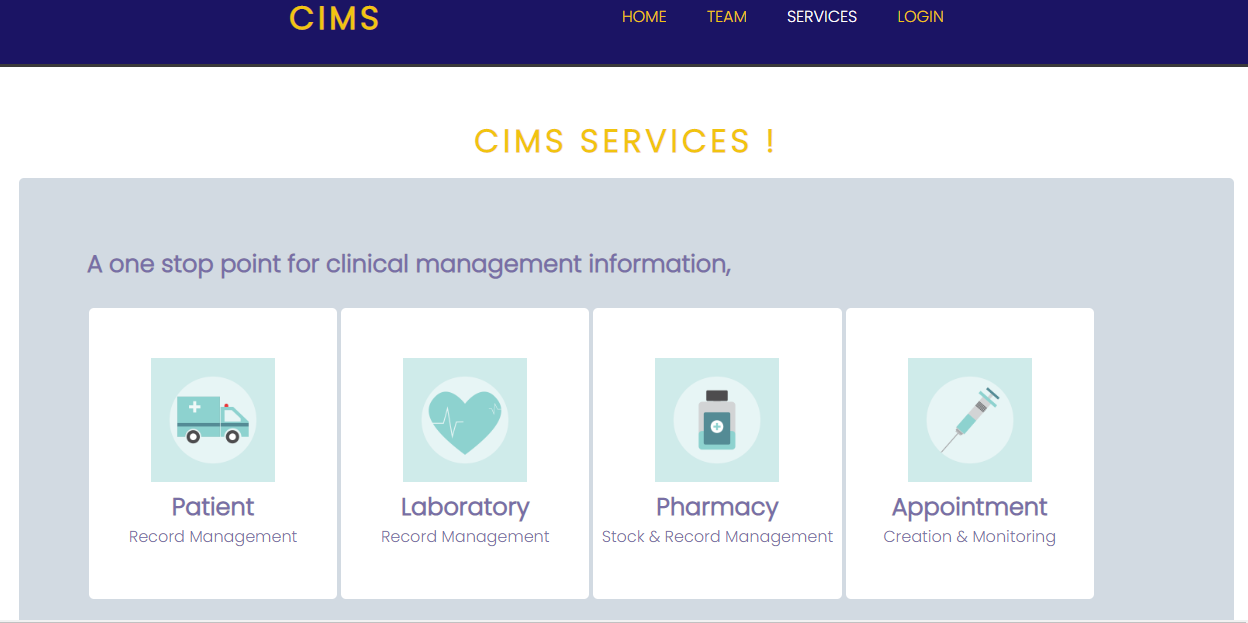 CIMS
HOME TEAM SERVICES LOGIN
CIMS SERVICES !
A one stop point for clinical management information,
Patient
Record Management
Laboratory
Record Management
Pharmacy
Stock & Record Management
Appointment
Creation & Monitoring